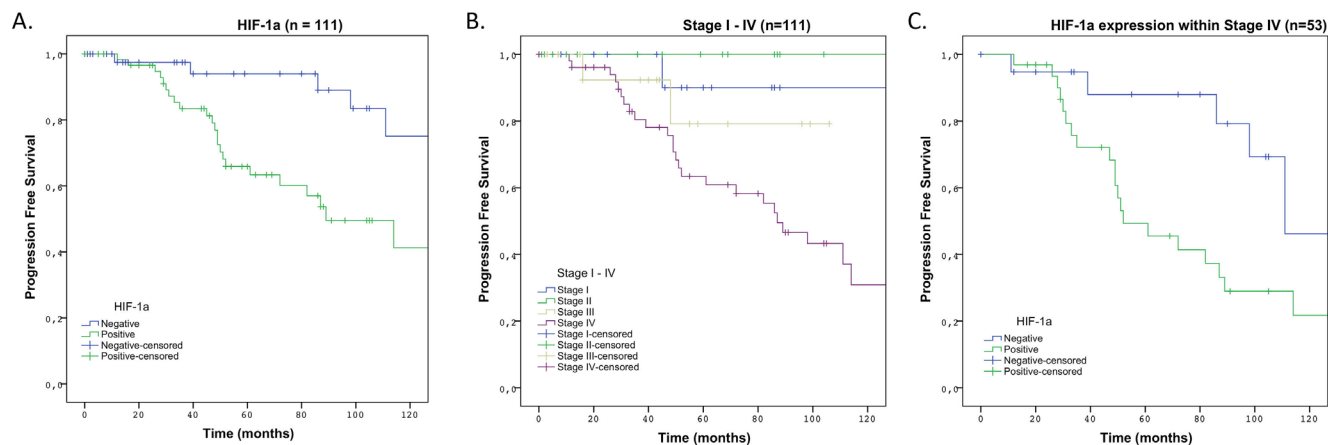 A.
HIF-1a (n = 111)
Progression Free Survival
1,0
0,8
0,6
0,4
0,2
0,0
HIF-1a
Negative
Positive
Negative-censored
Positive-censored
0 20 40 60 80 100 120
Time (months)
B.
Stage I - IV (n=111)
Progression Free Survival
1,0
0,8
0,6
0,4
0,2
0,0
Stage I - IV
Stage I
Stage II
Stage III
Stage IV
Stage I-censored
Stage II-censored
Stage III-censored
Stage IV-censored
0 20 40 60 80 100 120
Time (months)
C.
HIF-1a expression within Stage IV (n=53)
Progression Free Survival
1,0
0,8
0,6
0,4
0,2
0,0
HIF-1a
Negative
Positive
Negative-censored
Positive-censored
0 20 40 60 80 100 120
Time (months)